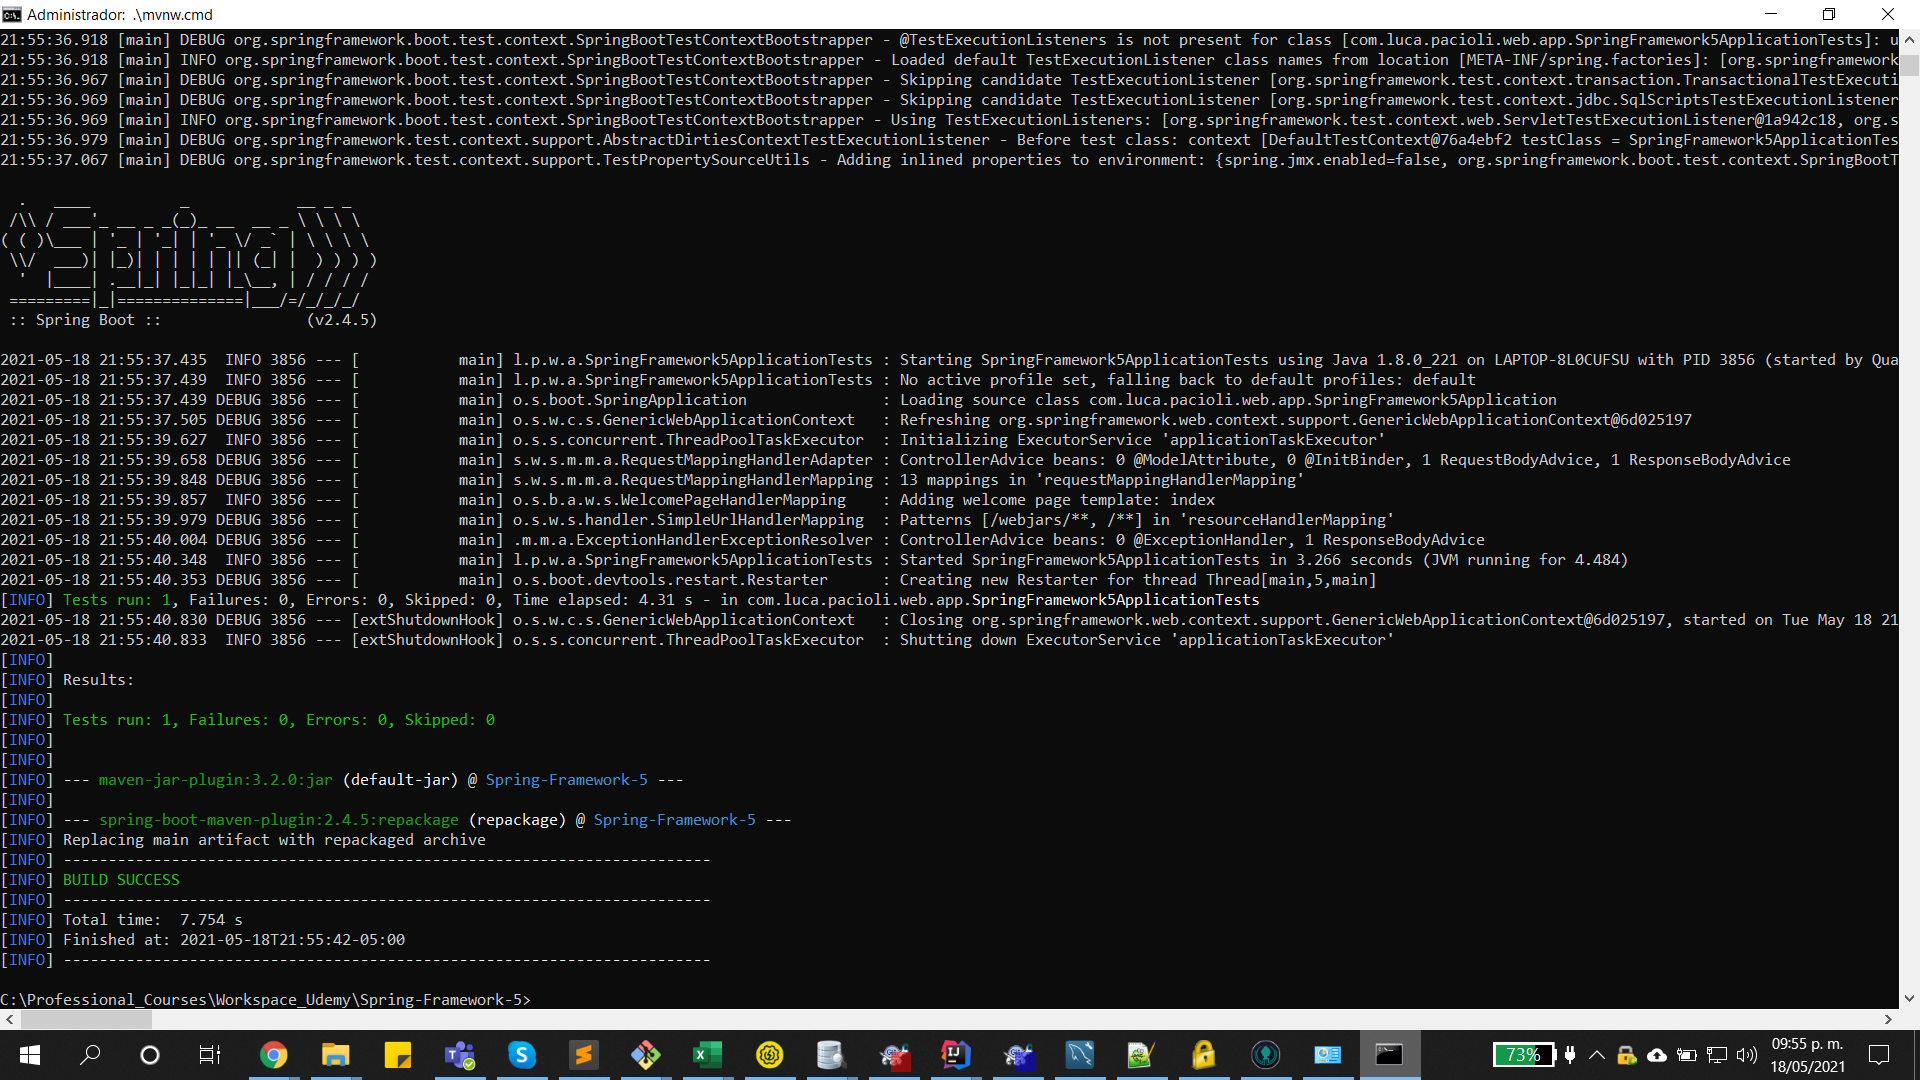 Administrador: .\mvnw.cmd
21:55:36.918 [main] DEBUG org.springframework.boot.test.context.SpringBootTestContextBootstrapper - @TestExecutionListeners is not present for class [com.luca.pacioli.web.app.SpringFramework5ApplicationTests]: u
21:55:36.918 [main] INFO org.springframework.boot.test.context.SpringBootTestContextBootstrapper - Loaded default TestExecutionListener class names from location [META-INF/spring.factories]: [org.springframework
21:55:36.967 [main] DEBUG org.springframework.boot.test.context.SpringBootTestContextBootstrapper - Skipping candidate TestExecutionListener [org.springframework.test.context.transaction.TransactionalTestExecuti
21:55:36.969 [main] DEBUG org.springframework.boot.test.context.SpringBootTestContextBootstrapper - Skipping candidate TestExecutionListener [org.springframework.test.context.jdbc.SqlScriptsTestExecutionListener
21:55:36.969 [main] INFO org.springframework.boot.test.context.SpringBootTestContextBootstrapper - Using TestExecutionListeners: [org.springframework.test.context.web.ServletTestExecutionListener@1a942c18, org.s
21:55:36.979 [main] DEBUG org.springframework.test.context.support.AbstractDirtiesContextTestExecutionListener - Before test class: context [DefaultTestContext@76a4ebf2 testClass = SpringFramework5ApplicationTes
21:55:37.067 [main] DEBUG org.springframework.test.context.support.TestPropertySourceUtils - Adding inlined properties to environment: {spring.jmx.enabled=false, org.springframework.boot.test.context.SpringBootT
  .   ____          _            __ _ _
 /\\ / ___'_ __ _ _(_)_ __  __ _ \ \ \ \
( ( )\___ | '_ | '_| | '_ \/ _` | \ \ \ \
 \\/  ___)| |_)| | | | | || (_| |  ) ) ) )
  '  |____| .__|_| |_|_| |_\__, | / / / /
 =========|_|==============|___/=/_/_/_/
 :: Spring Boot ::                (v2.4.5)
2021-05-18 21:55:37.435  INFO 3856 --- [           main] l.p.w.a.SpringFramework5ApplicationTests : Starting SpringFramework5ApplicationTests using Java 1.8.0_221 on LAPTOP-8L0CUFSU with PID 3856 (started by Qua
2021-05-18 21:55:37.439  INFO 3856 --- [           main] l.p.w.a.SpringFramework5ApplicationTests : No active profile set, falling back to default profiles: default
2021-05-18 21:55:37.439 DEBUG 3856 --- [           main] o.s.boot.SpringApplication               : Loading source class com.luca.pacioli.web.app.SpringFramework5Application
2021-05-18 21:55:37.505 DEBUG 3856 --- [           main] o.s.w.c.s.GenericWebApplicationContext   : Refreshing org.springframework.web.context.support.GenericWebApplicationContext@6d025197
2021-05-18 21:55:39.627  INFO 3856 --- [           main] o.s.s.concurrent.ThreadPoolTaskExecutor  : Initializing ExecutorService 'applicationTaskExecutor'
2021-05-18 21:55:39.658 DEBUG 3856 --- [           main] s.w.s.m.m.a.RequestMappingHandlerAdapter : ControllerAdvice beans: 0 @ModelAttribute, 0 @InitBinder, 1 RequestBodyAdvice, 1 ResponseBodyAdvice
2021-05-18 21:55:39.848 DEBUG 3856 --- [           main] s.w.s.m.m.a.RequestMappingHandlerMapping : 13 mappings in 'requestMappingHandlerMapping'
2021-05-18 21:55:39.857  INFO 3856 --- [           main] o.s.b.a.w.s.WelcomePageHandlerMapping    : Adding welcome page template: index
2021-05-18 21:55:39.979 DEBUG 3856 --- [           main] o.s.w.s.handler.SimpleUrlHandlerMapping  : Patterns [/webjars/**, /**] in 'resourceHandlerMapping'
2021-05-18 21:55:40.004 DEBUG 3856 --- [           main] .m.m.a.ExceptionHandlerExceptionResolver : ControllerAdvice beans: 0 @ExceptionHandler, 1 ResponseBodyAdvice
2021-05-18 21:55:40.348  INFO 3856 --- [           main] l.p.w.a.SpringFramework5ApplicationTests : Started SpringFramework5ApplicationTests in 3.266 seconds (JVM running for 4.484)
2021-05-18 21:55:40.353 DEBUG 3856 --- [           main] o.s.boot.devtools.restart.Restarter      : Creating new Restarter for thread Thread[main,5,main]
[INFO] Tests run: 1, Failures: 0, Errors: 0, Skipped: 0, Time elapsed: 4.31 s - in com.luca.pacioli.web.app.SpringFramework5ApplicationTests
2021-05-18 21:55:40.830 DEBUG 3856 --- [extShutdownHook] o.s.w.c.s.GenericWebApplicationContext   : Closing org.springframework.web.context.support.GenericWebApplicationContext@6d025197, started on Tue May 18 21
2021-05-18 21:55:40.833  INFO 3856 --- [extShutdownHook] o.s.s.concurrent.ThreadPoolTaskExecutor  : Shutting down ExecutorService 'applicationTaskExecutor'
[INFO]
[INFO] Results:
[INFO]
[INFO] Tests run: 1, Failures: 0, Errors: 0, Skipped: 0
[INFO]
[INFO]
[INFO] --- maven-jar-plugin:3.2.0:jar (default-jar) @ Spring-Framework-5 ---
[INFO]
[INFO] --- spring-boot-maven-plugin:2.4.5:repackage (repackage) @ Spring-Framework-5 ---
[INFO] Replacing main artifact with repackaged archive
[INFO] ------------------------------------------------------------------------
[INFO] BUILD SUCCESS
[INFO] ------------------------------------------------------------------------
[INFO] Total time:  7.754 s
[INFO] Finished at: 2021-05-18T21:55:42-05:00
[INFO] ------------------------------------------------------------------------
C:\Professional_Courses\Workspace_Udemy\Spring-Framework-5>
73%
09:55 p. m.
18/05/2021